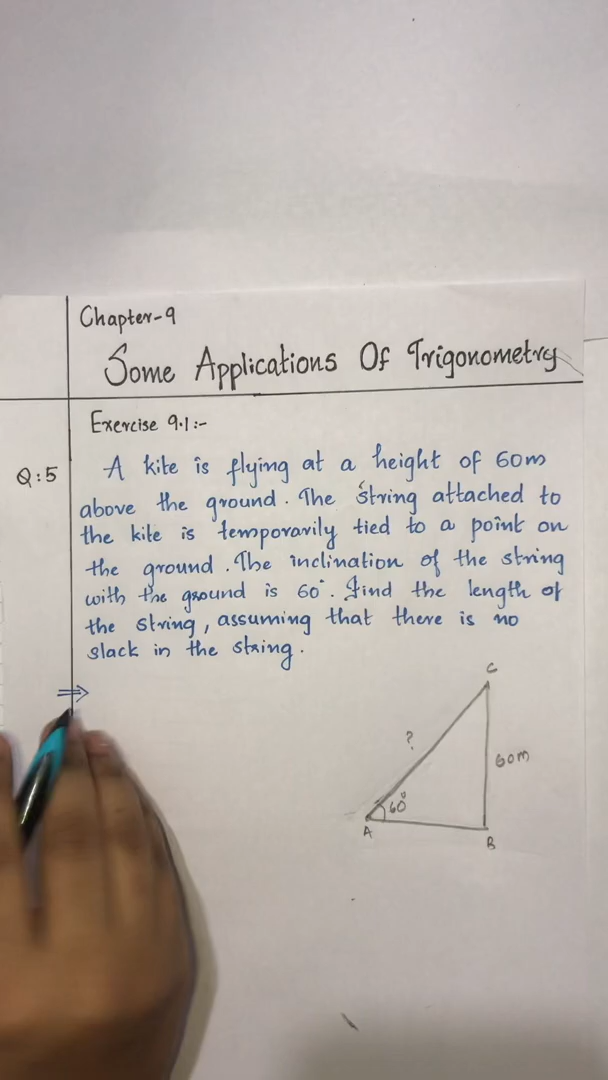 Chapter-9
Some Applications Of Trigonometry
Exercise 9.1:-
Q:5 A kite is flying at a height of 60m
above the ground. The string attached to
the kite is temporarily tied to a point on
the ground. The inclination of the string
with the ground is 60°. Find the length of
the string, assuming that there is no
slack in the string.
⇒
C
?
60m
60°
A
B